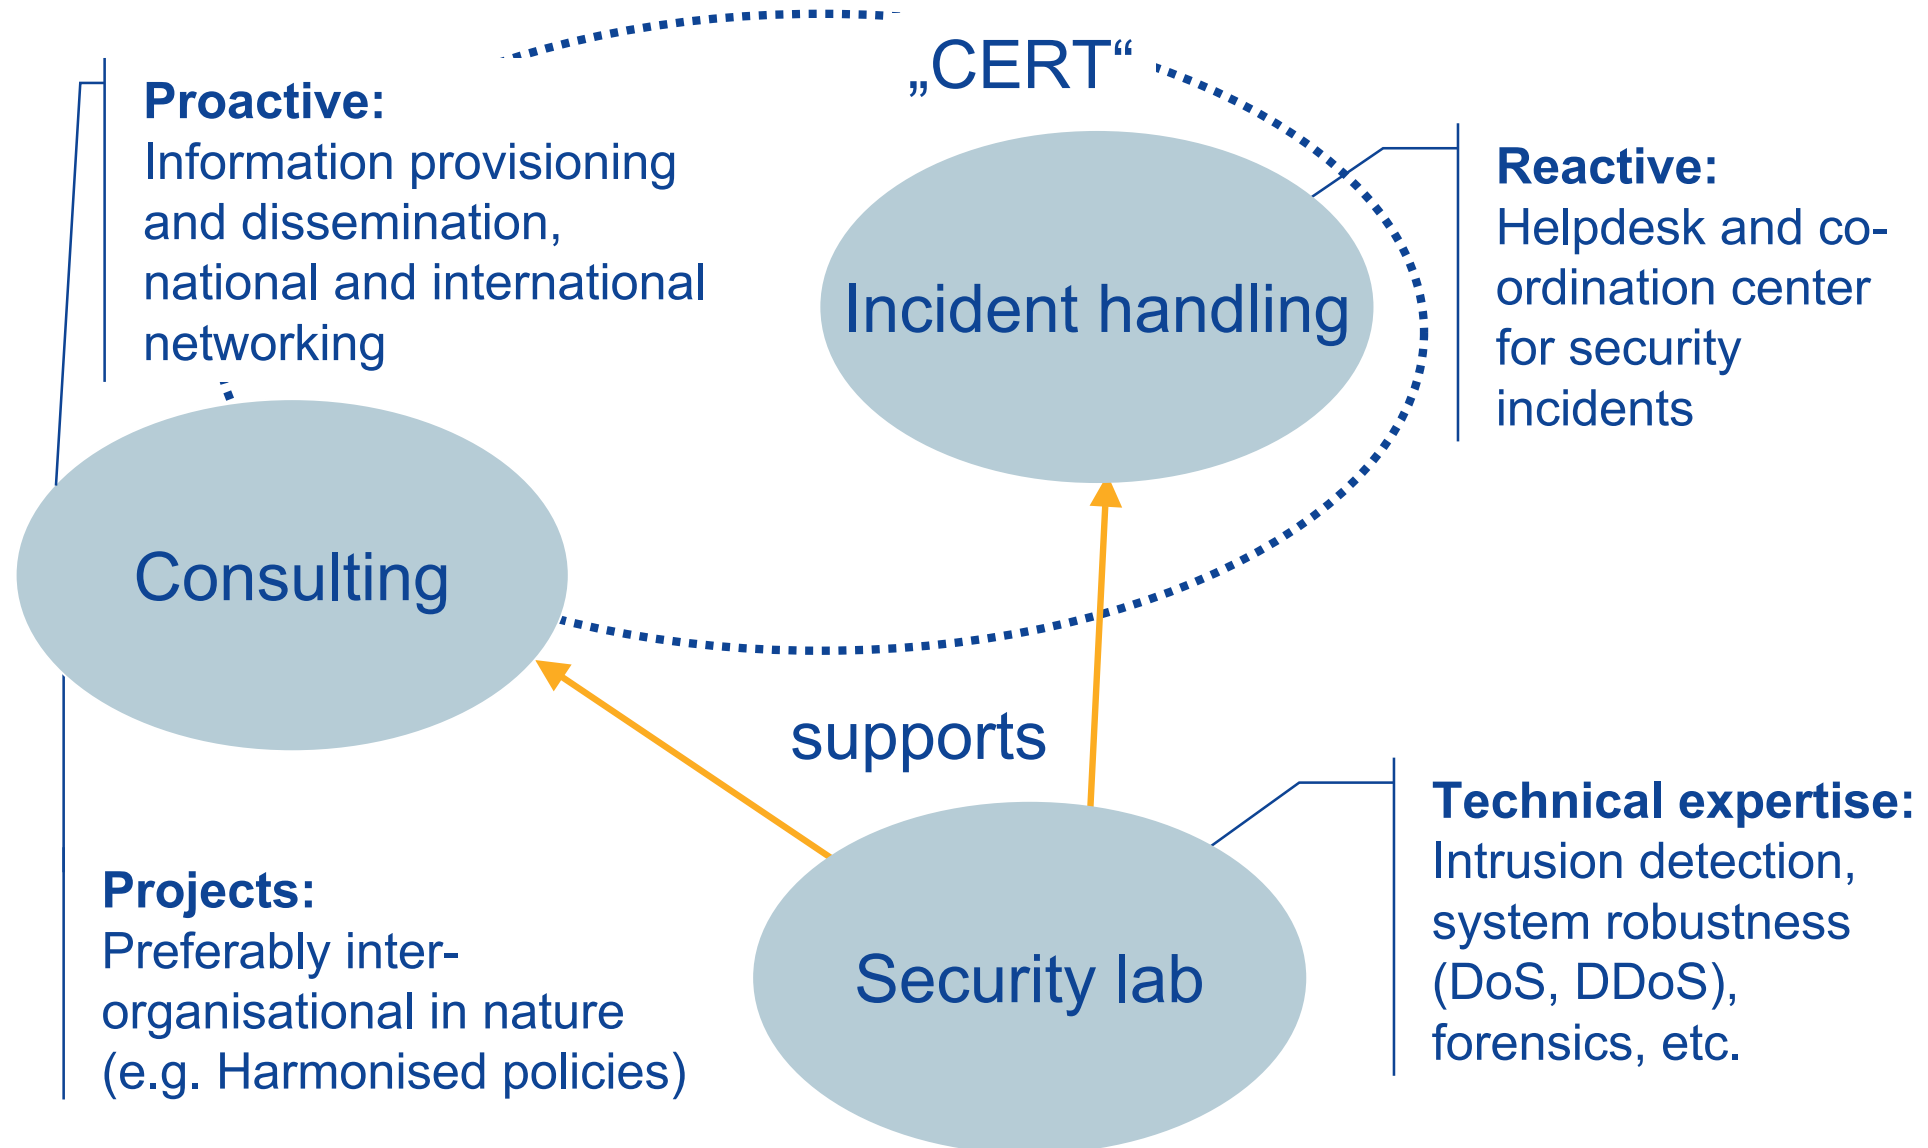 „CERT“
Proactive:
Information provisioning
and dissemination,
national and international
networking
Reactive:
Helpdesk and co-
ordination center
for security
incidents
Incident handling
Consulting
supports
Security lab
Projects:
Preferably inter-
organisational in nature
(e.g. Harmonised policies)
Technical expertise:
Intrusion detection,
system robustness
(DoS, DDoS),
forensics, etc.